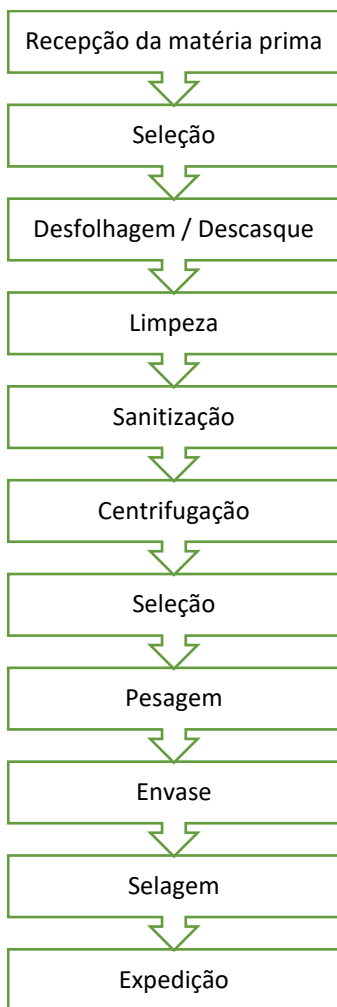 Recepção da matéria prima
Seleção
Desfolhagem / Descasque
Limpeza
Sanitização
Centrifugação
Seleção
Pesagem
Envase
Selagem
Expedição